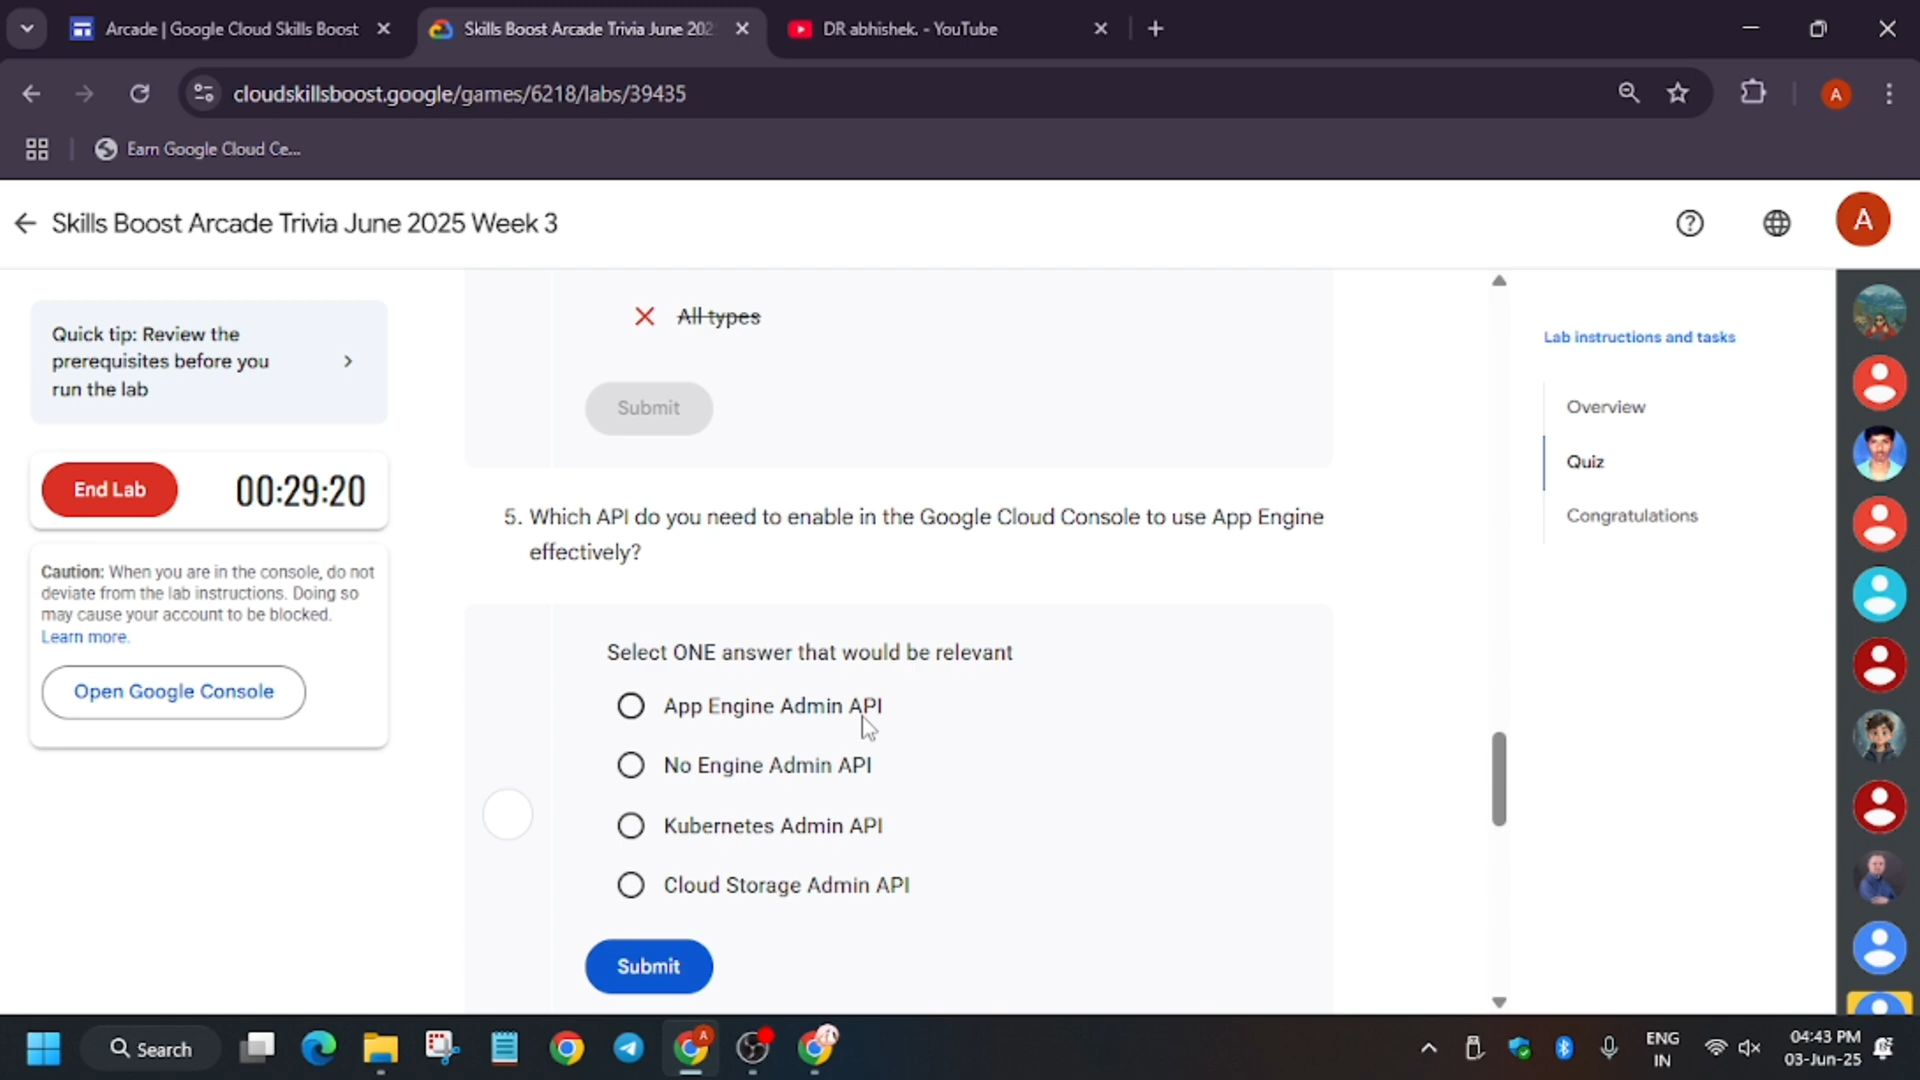 Arcade | Google Cloud Skills Boost
Skills Boost Arcade Trivia June 202
DR abhishek. - YouTube
cloudskillsboost.google/games/6218/labs/39435
A
Earn Google Cloud Ce...
Skills Boost Arcade Trivia June 2025 Week 3
A
Quick tip: Review the
prerequisites before you
run the lab
End Lab
00:29:20
Caution: When you are in the console, do not
deviate from the lab instructions. Doing so
may cause your account to be blocked.
Learn more.
Open Google Console
All types
Submit
5. Which API do you need to enable in the Google Cloud Console to use App Engine
effectively?
Select ONE answer that would be relevant
App Engine Admin API
No Engine Admin API
Kubernetes Admin API
Cloud Storage Admin API
Submit
Lab instructions and tasks
Overview
Quiz
Congratulations
Search
A
ENG
IN
04:43 PM
03-Jun-25